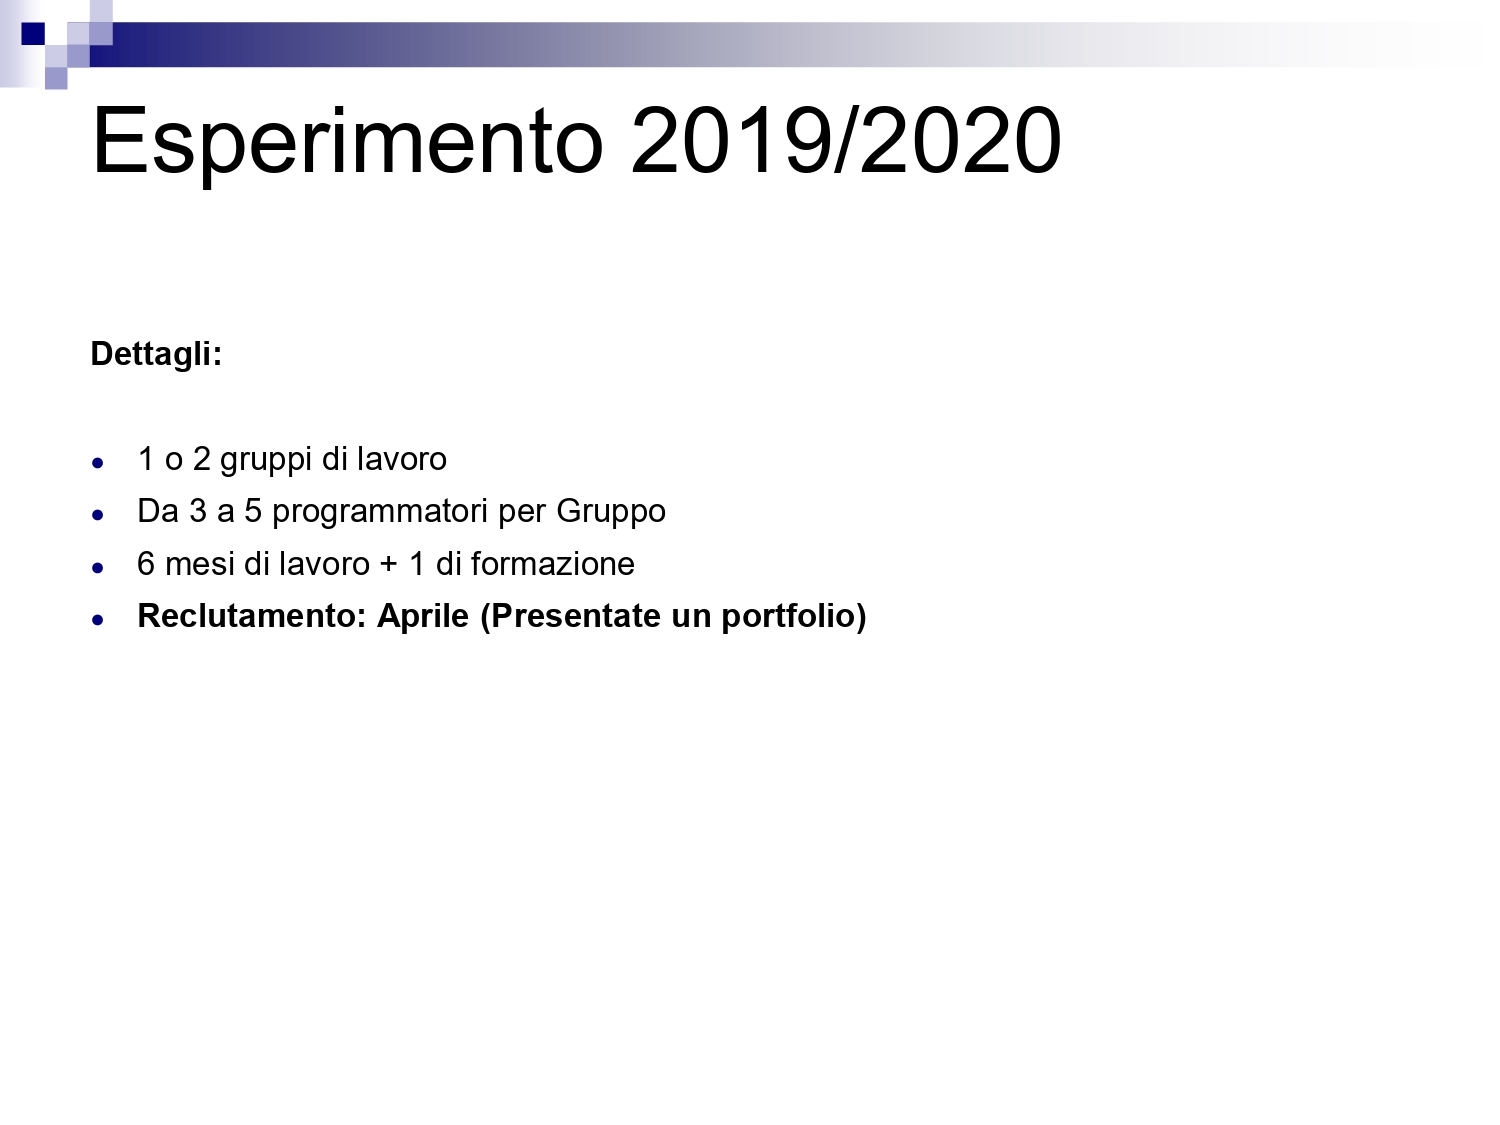 Esperimento 2019/2020
Dettagli:
● 1 o 2 gruppi di lavoro
● Da 3 a 5 programmatori per Gruppo
● 6 mesi di lavoro + 1 di formazione
● Reclutamento: Aprile (Presentate un portfolio)